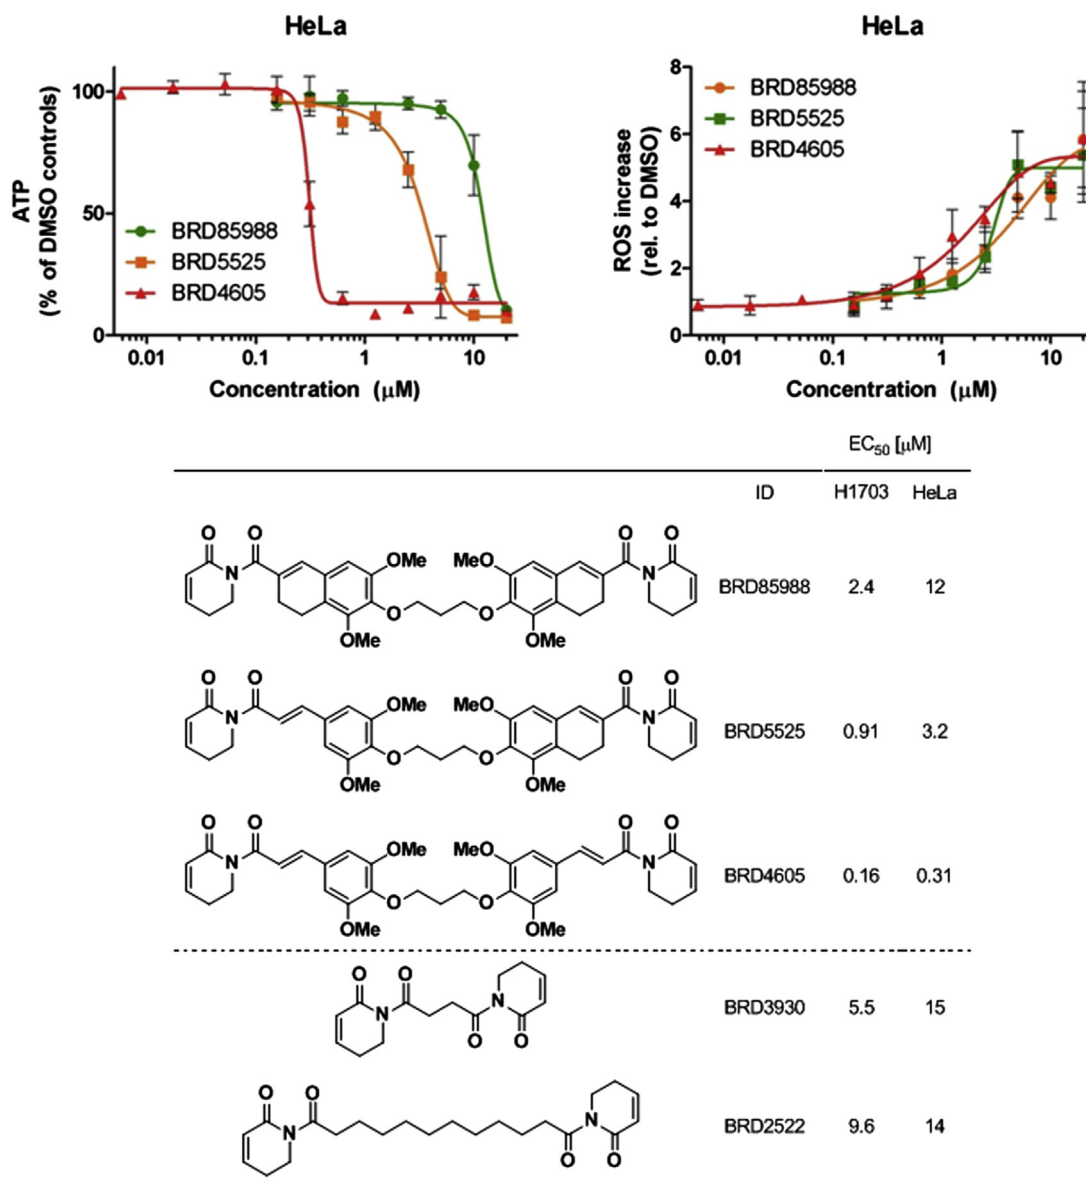 HeLa
ATP
(% of DMSO controls)
100
50
0
BRD85988
BRD5525
BRD4605
0.01 0.1 1 10
Concentration (μM)
HeLa
ROS increase
(rel. to DMSO)
8
6
4
2
0
BRD85988
BRD5525
BRD4605
0.01 0.1 1 10
Concentration (μM)
EC50 [μM]
ID H1703 HeLa
O O OMe MeO O O
N O O N
OMe OMe
BRD85988 2.4 12
O O OMe MeO O O
N O O N
OMe OMe
BRD5525 0.91 3.2
O O OMe MeO O O
N O O N
OMe OMe
BRD4605 0.16 0.31
O O
N N
O O
BRD3930 5.5 15
O O
N N
O O
BRD2522 9.6 14